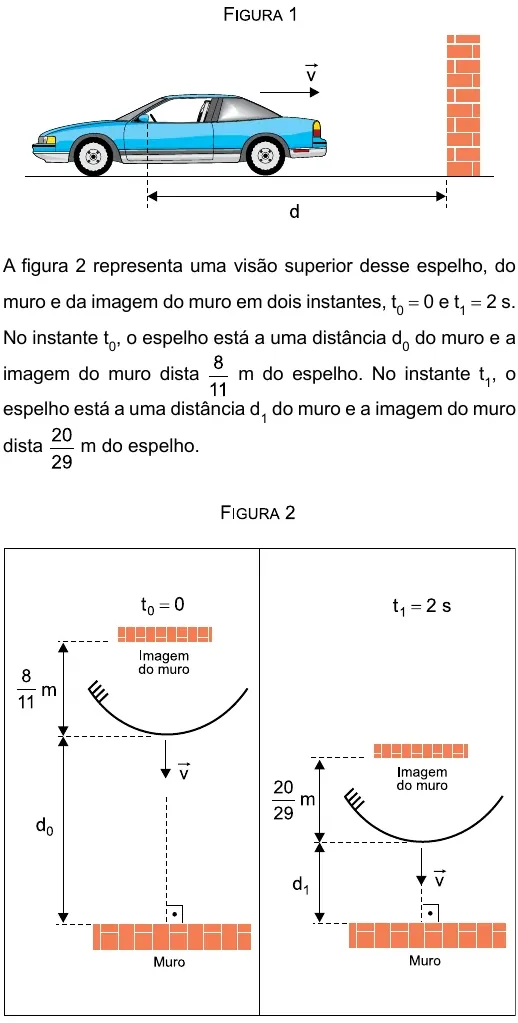 FIGURA 1
v
d
A figura 2 representa uma visão superior desse espelho, do
muro e da imagem do muro em dois instantes, t0 = 0 e t1 = 2 s.
No instante t0, o espelho está a uma distância d0 do muro e a
imagem do muro dista 8/11 m do espelho. No instante t1, o
espelho está a uma distância d1 do muro e a imagem do muro
dista 20/29 m do espelho.
FIGURA 2
t0 = 0
Imagem
do muro
8/11 m
v
d0
Muro
t1 = 2 s
Imagem
do muro
20/29 m
v
d1
Muro